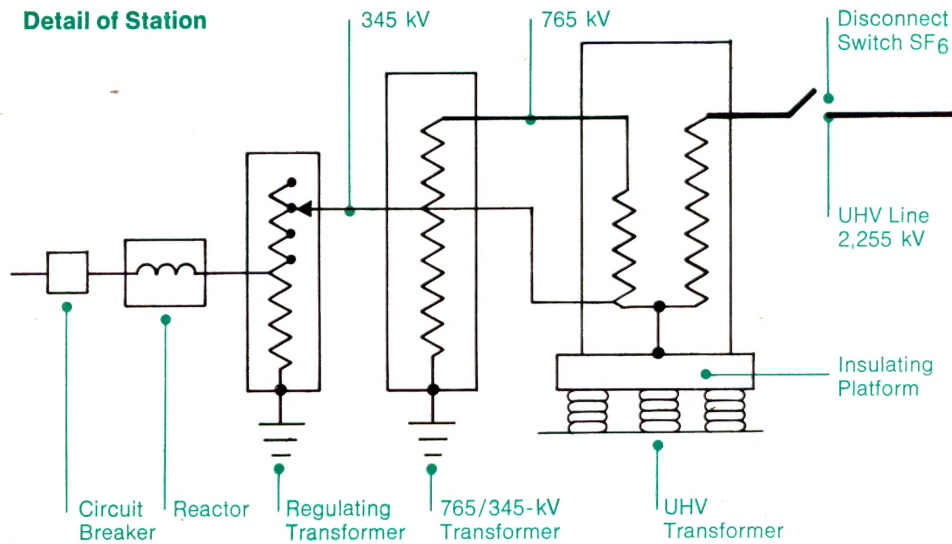 Detail of Station
345 kV
765 kV
Disconnect
Switch SF6
UHV Line
2,255 kV
Insulating
Platform
Circuit
Breaker
Reactor
Regulating
Transformer
765/345-kV
Transformer
UHV
Transformer